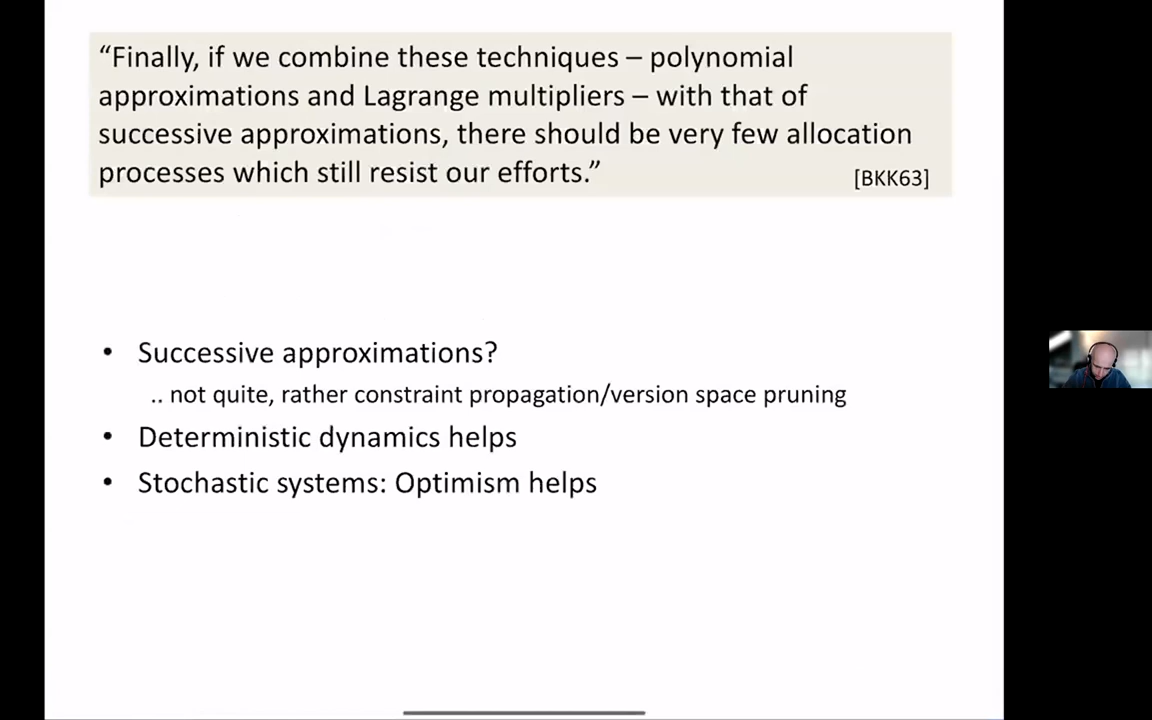 “Finally, if we combine these techniques – polynomial
approximations and Lagrange multipliers – with that of
successive approximations, there should be very few allocation
processes which still resist our efforts.”
[BKK63]
• Successive approximations?
.. not quite, rather constraint propagation/version space pruning
• Deterministic dynamics helps
• Stochastic systems: Optimism helps